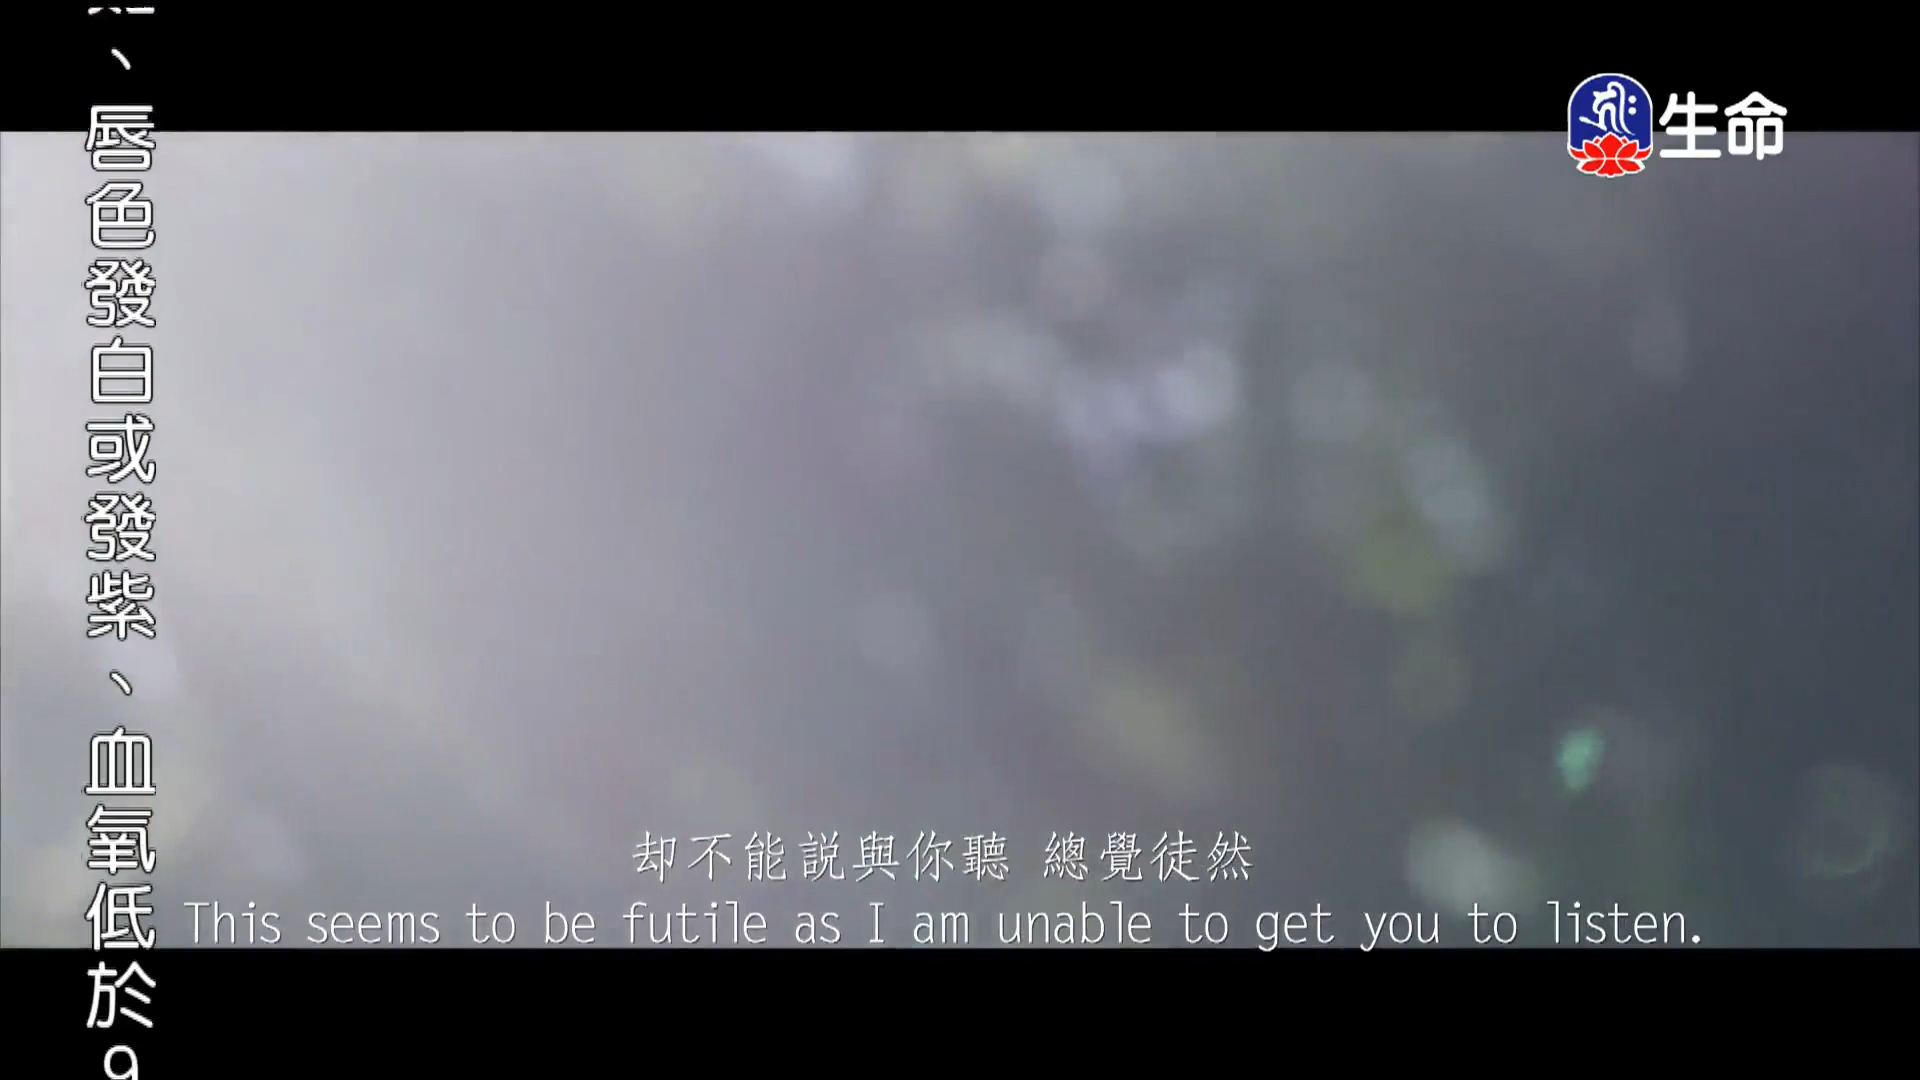 、唇色發白或發紫、血氧低於9
生命
却不能説與你聽 總覺徒然
This seems to be futile as I am unable to get you to listen.